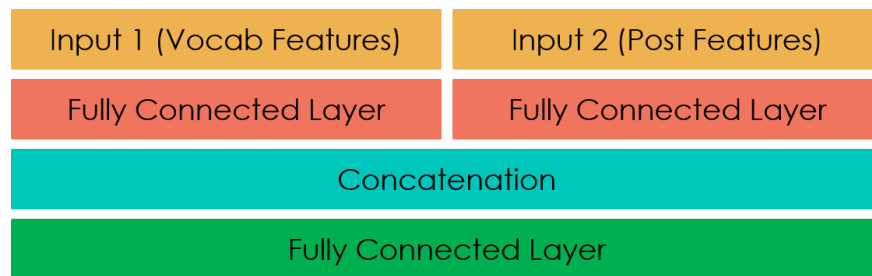 Input 1 (Vocab Features)
Input 2 (Post Features)
Fully Connected Layer
Fully Connected Layer
Concatenation
Fully Connected Layer